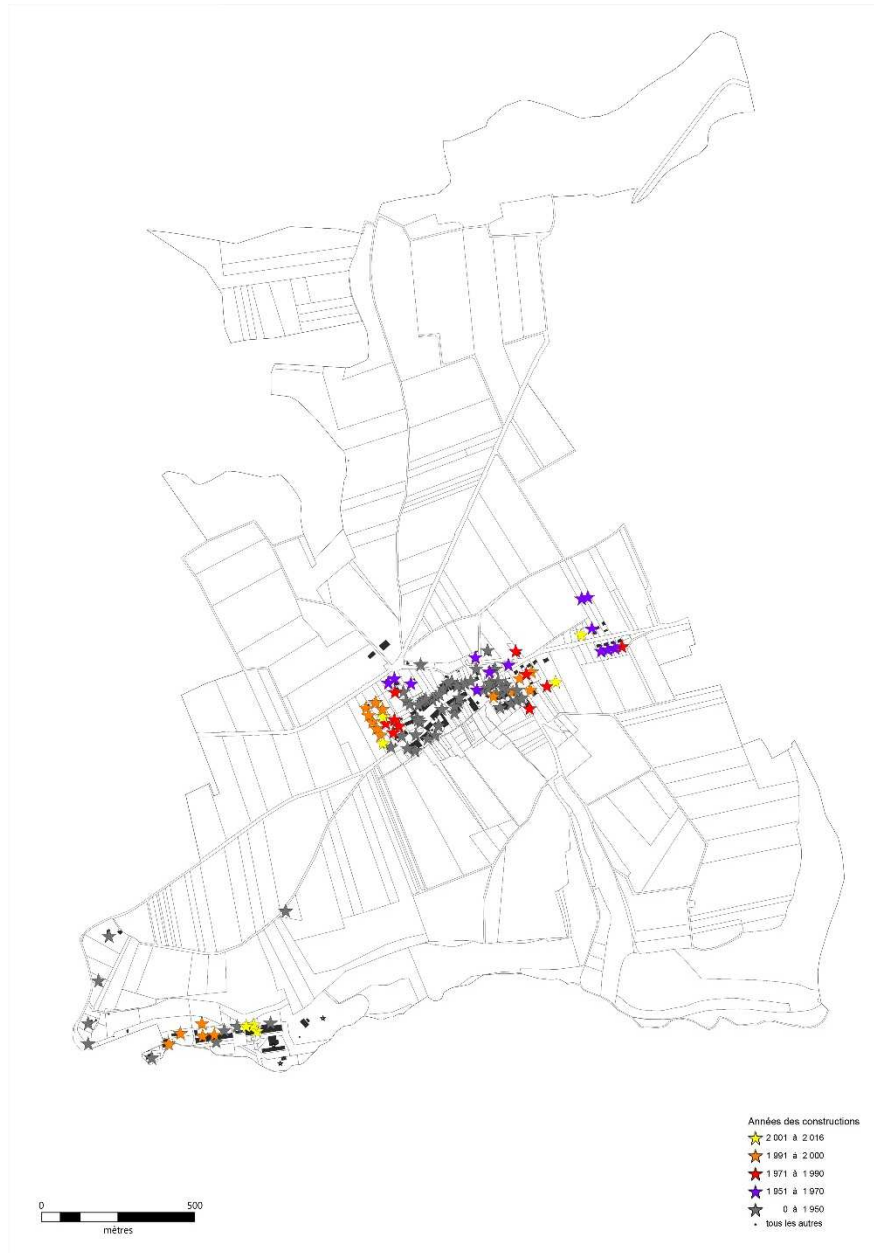 Années des constructions
2 001 à 2 016
1 991 à 2 000
1 971 à 1 990
1 951 à 1 970
0 à 1 950
tous les autres
0 500
mètres